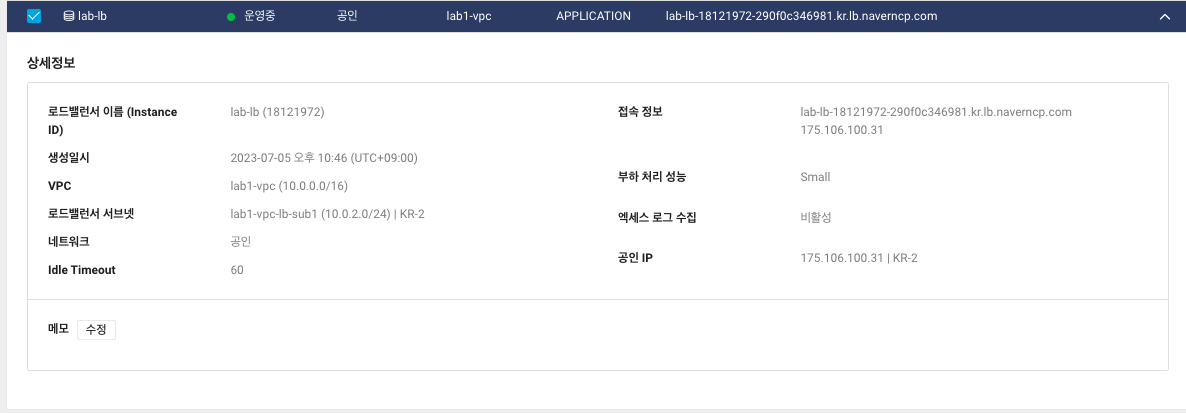 lab-lb 운영중 공인 lab1-vpc APPLICATION lab-lb-18121972-290f0c346981.kr.lb.naverncp.com
상세정보
로드밸런서 이름 (Instance ID) lab-lb (18121972)
생성일시 2023-07-05 오후 10:46 (UTC+09:00)
VPC lab1-vpc (10.0.0.0/16)
로드밸런서 서브넷 lab1-vpc-lb-sub1 (10.0.2.0/24) | KR-2
네트워크 공인
Idle Timeout 60
접속 정보 lab-lb-18121972-290f0c346981.kr.lb.naverncp.com
175.106.100.31
부하 처리 성능 Small
엑세스 로그 수집 비활성
공인 IP 175.106.100.31 | KR-2
메모 수정